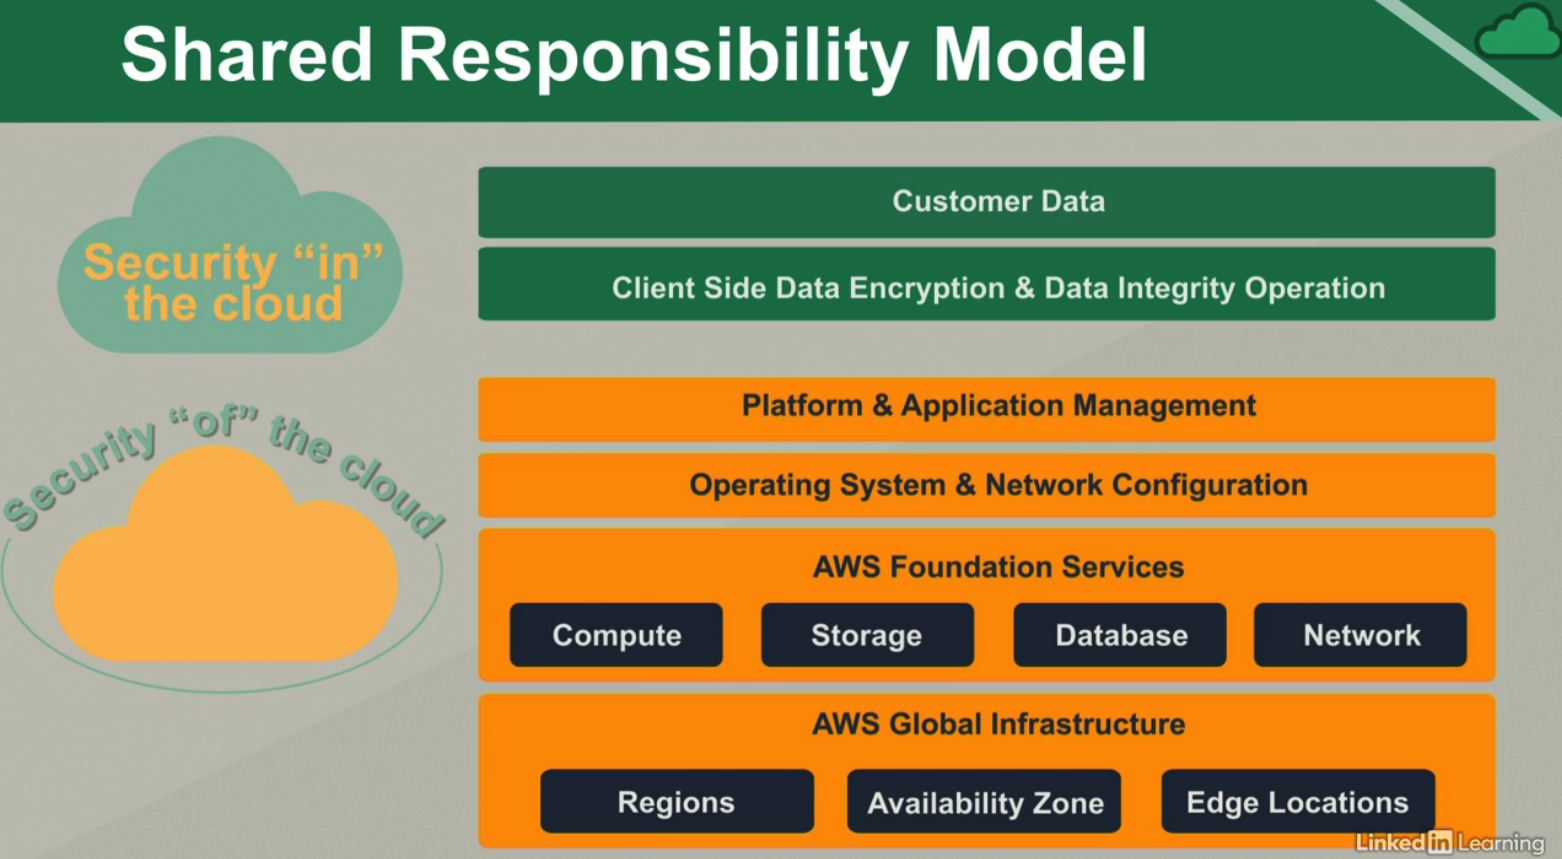 Shared Responsibility Model
Security “in”
the cloud
Customer Data
Client Side Data Encryption & Data Integrity Operation
Security “of” the cloud
Platform & Application Management
Operating System & Network Configuration
AWS Foundation Services
Compute
Storage
Database
Network
AWS Global Infrastructure
Regions
Availability Zone
Edge Locations
Linked in Learning